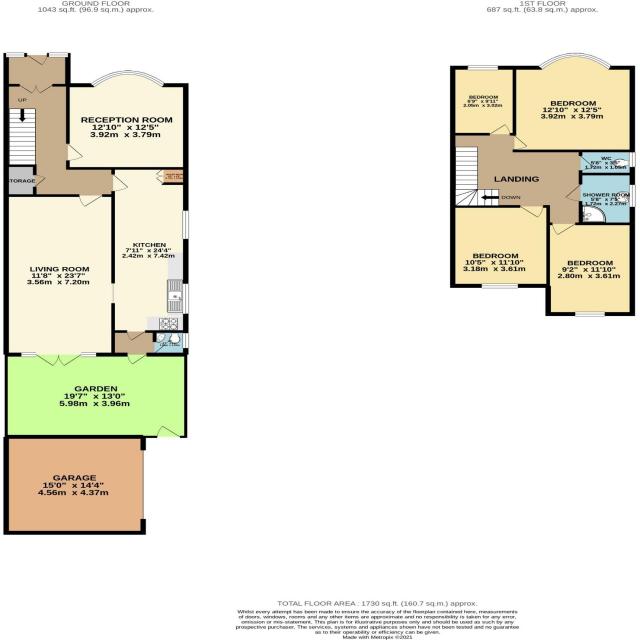 GROUND FLOOR
1043 sq.ft. (96.9 sq.m.) approx.
UP
RECEPTION ROOM
12'10" x 12'5"
3.92m x 3.79m
STORAGE
KITCHEN
7'11" x 24'4"
2.42m x 7.42m
LIVING ROOM
11'8" x 23'7"
3.56m x 7.20m
GARDEN
19'7" x 13'0"
5.98m x 3.96m
GARAGE
15'0" x 14'4"
4.56m x 4.37m
1ST FLOOR
687 sq.ft. (63.8 sq.m.) approx.
BEDROOM
6'9" x 9'11"
2.05m x 3.02m
BEDROOM
12'10" x 12'5"
3.92m x 3.79m
WC
5'8" x 3'5"
1.72m x 1.05m
LANDING
DOWN
SHOWER ROOM
5'8" x 7'5"
1.72m x 2.27m
BEDROOM
10'5" x 11'10"
3.18m x 3.61m
BEDROOM
9'2" x 11'10"
2.80m x 3.61m
TOTAL FLOOR AREA : 1730 sq.ft. (160.7 sq.m.) approx.
Whilst every attempt has been made to ensure the accuracy of the floorplan contained here, measurements
of doors, windows, rooms and any other items are approximate and no responsibility is taken for any error,
omission or mis-statement. This plan is for illustrative purposes only and should be used as such by any
prospective purchaser. The services, systems and appliances shown have not been tested and no guarantee
as to their operability or efficiency can be given.
Made with Metropix ©2021